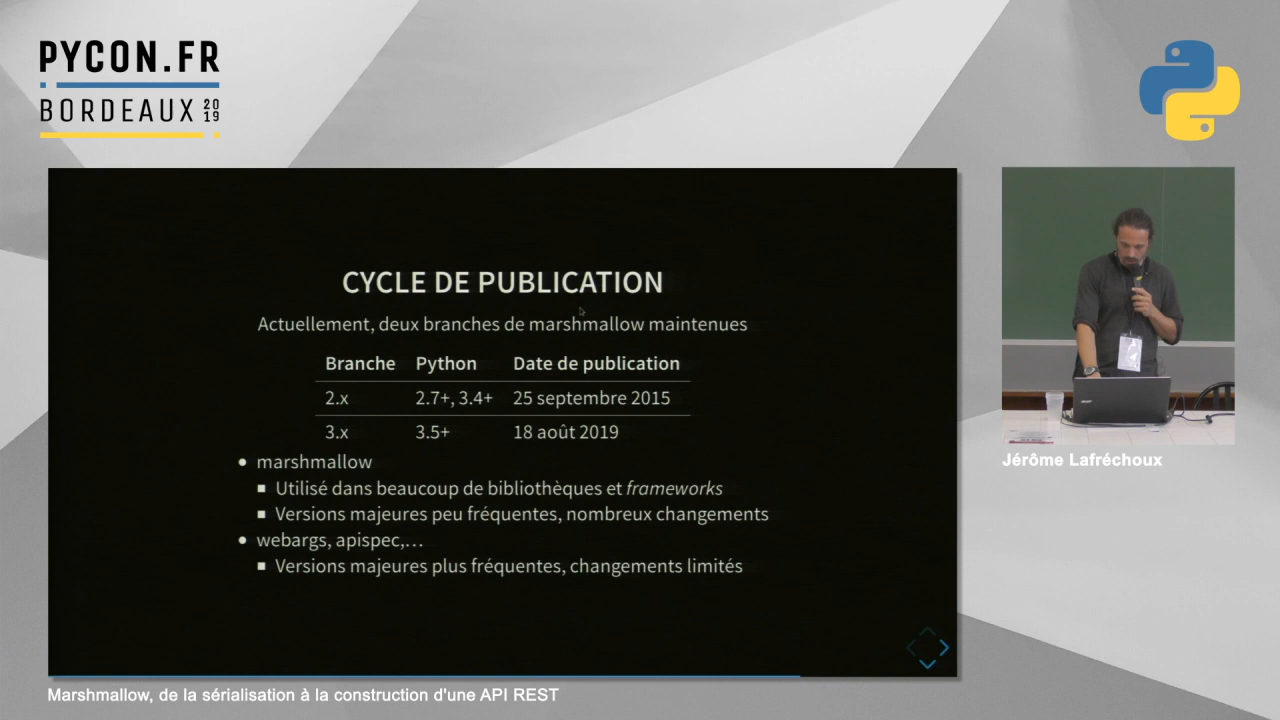 PYCON.FR
BORDEAUX 2019
CYCLE DE PUBLICATION
Actuellement, deux branches de marshmallow maintenues
Branche Python Date de publication
2.x 2.7+, 3.4+ 25 septembre 2015
3.x 3.5+ 18 août 2019
• marshmallow
▪ Utilisé dans beaucoup de bibliothèques et frameworks
▪ Versions majeures peu fréquentes, nombreux changements
• webargs, apispec,…
▪ Versions majeures plus fréquentes, changements limités
Jérôme Lafréchoux
Marshmallow, de la sérialisation à la construction d'une API REST